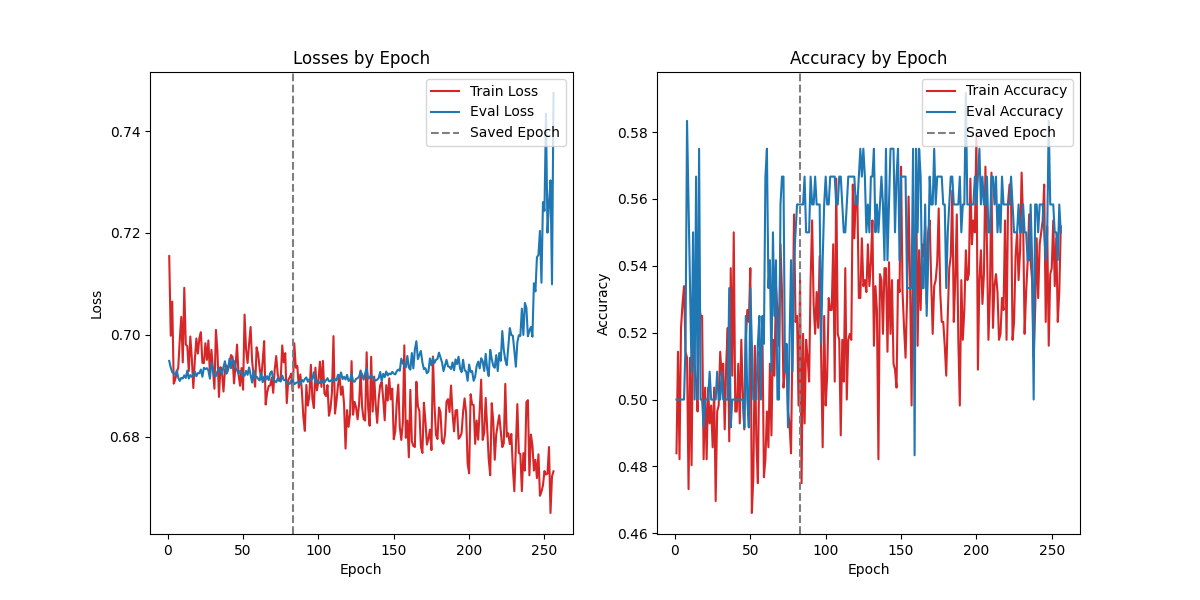 Losses by Epoch
Train Loss
Eval Loss
Saved Epoch
0.74
0.72
0.70
0.68
Loss
0
50
100
150
200
250
Epoch
Accuracy by Epoch
Train Accuracy
Eval Accuracy
Saved Epoch
0.58
0.56
0.54
0.52
0.50
0.48
0.46
Accuracy
0
50
100
150
200
250
Epoch